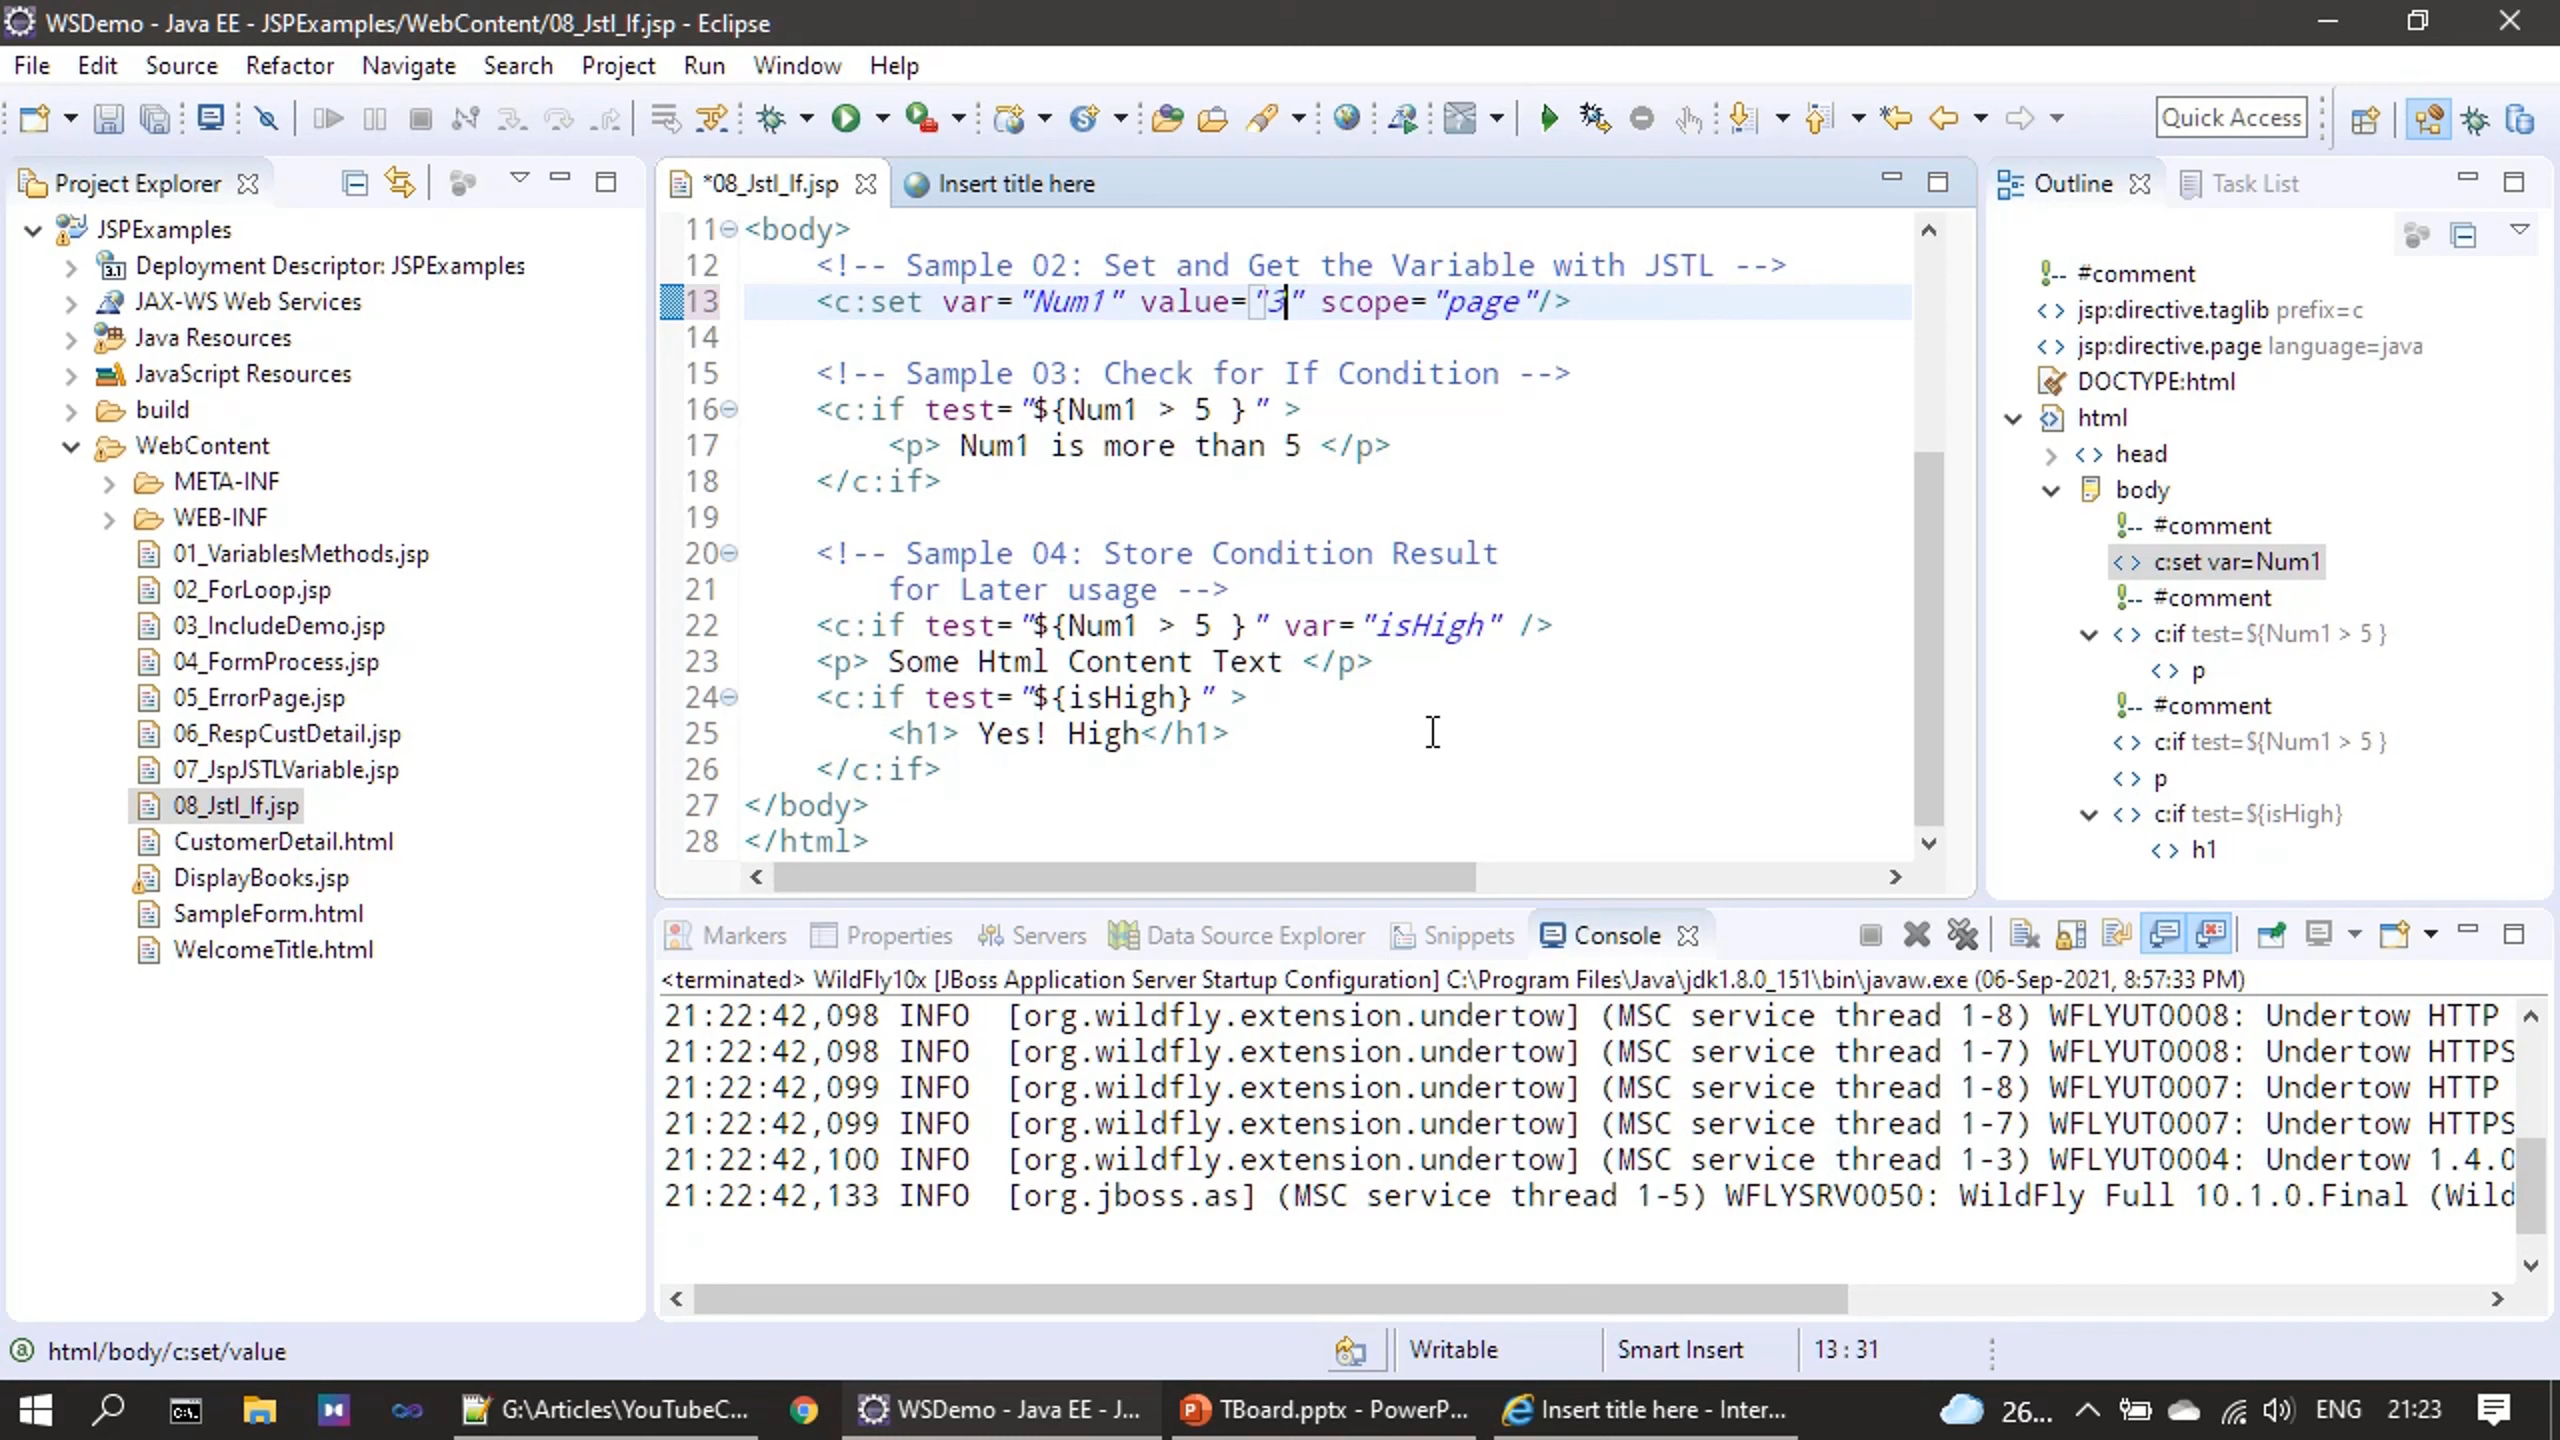 WSDemo - Java EE - JSPExamples/WebContent/08_Jstl_If.jsp - Eclipse
File Edit Source Refactor Navigate Search Project Run Window Help
Quick Access
Project Explorer
JSPExamples
Deployment Descriptor: JSPExamples
JAX-WS Web Services
Java Resources
JavaScript Resources
build
WebContent
META-INF
WEB-INF
01_VariablesMethods.jsp
02_ForLoop.jsp
03_IncludeDemo.jsp
04_FormProcess.jsp
05_ErrorPage.jsp
06_RespCustDetail.jsp
07_JspJSTLVariable.jsp
08_Jstl_If.jsp
CustomerDetail.html
DisplayBooks.jsp
SampleForm.html
WelcomeTitle.html
*08_Jstl_If.jsp Insert title here
11 <body>
12 <!-- Sample 02: Set and Get the Variable with JSTL -->
13 <c:set var="Num1" value="3" scope="page"/>
14
15 <!-- Sample 03: Check for If Condition -->
16 <c:if test="${Num1 > 5 }" >
17 <p> Num1 is more than 5 </p>
18 </c:if>
19
20 <!-- Sample 04: Store Condition Result
21 for Later usage -->
22 <c:if test="${Num1 > 5 }" var="isHigh" />
23 <p> Some Html Content Text </p>
24 <c:if test="${isHigh}" >
25 <h1> Yes! High</h1>
26 </c:if>
27 </body>
28 </html>
Outline Task List
#comment
jsp:directive.taglib prefix=c
jsp:directive.page language=java
DOCTYPE:html
html
head
body
#comment
c:set var=Num1
#comment
c:if test=${Num1 > 5 }
p
#comment
c:if test=${Num1 > 5 }
p
c:if test=${isHigh}
h1
Markers Properties Servers Data Source Explorer Snippets Console
<terminated> WildFly10x [JBoss Application Server Startup Configuration] C:\Program Files\Java\jdk1.8.0_151\bin\javaw.exe (06-Sep-2021, 8:57:33 PM)
21:22:42,098 INFO [org.wildfly.extension.undertow] (MSC service thread 1-8) WFLYUT0008: Undertow HTTP
21:22:42,098 INFO [org.wildfly.extension.undertow] (MSC service thread 1-7) WFLYUT0008: Undertow HTTPS
21:22:42,099 INFO [org.wildfly.extension.undertow] (MSC service thread 1-8) WFLYUT0007: Undertow HTTP
21:22:42,099 INFO [org.wildfly.extension.undertow] (MSC service thread 1-7) WFLYUT0007: Undertow HTTPS
21:22:42,100 INFO [org.wildfly.extension.undertow] (MSC service thread 1-3) WFLYUT0004: Undertow 1.4.0
21:22:42,133 INFO [org.jboss.as] (MSC service thread 1-5) WFLYSRV0050: WildFly Full 10.1.0.Final (Wild
html/body/c:set/value
Writable Smart Insert 13 : 31
G:\Articles\YouTubeC... WSDemo - Java EE - J... TBoard.pptx - PowerP... Insert title here - Inter... 26... ENG 21:23